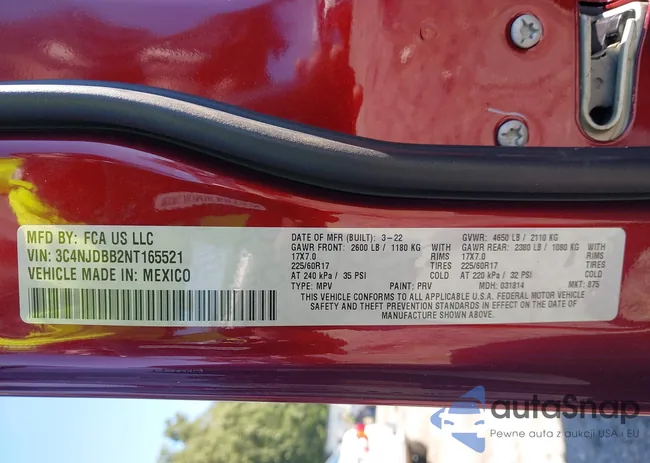 MFD BY: FCA US LLC
VIN: 3C4NJDBB2NT165521
VEHICLE MADE IN: MEXICO
DATE OF MFR (BUILT): 3-22 GVWR: 4650 LB / 2110 KG
GAWR FRONT: 2600 LB / 1180 KG WITH GAWR REAR: 2380 LB / 1080 KG WITH
17X7.0 RIMS 17X7.0 RIMS
225/60R17 TIRES 225/60R17 TIRES
AT 240 kPa / 35 PSI AT 220 kPa / 32 PSI
TYPE: MPV PAINT: PRV MDH: 031814 MKT: 875
THIS VEHICLE CONFORMS TO ALL APPLICABLE U.S.A. FEDERAL MOTOR VEHICLE
SAFETY AND THEFT PREVENTION STANDARDS IN EFFECT ON THE DATE OF
MANUFACTURE SHOWN ABOVE.
autoSnap
Pewne auta z aukcji USA i EU